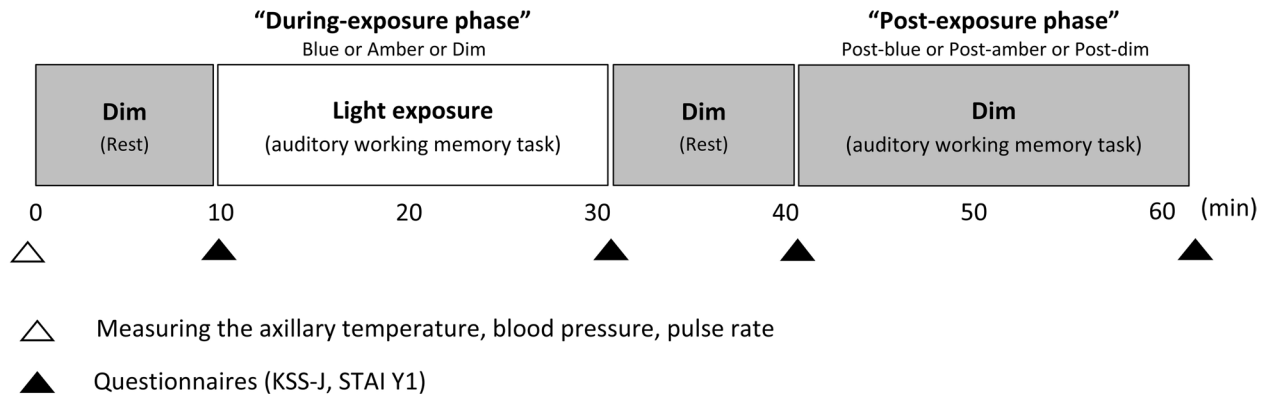 “During-exposure phase”
Blue or Amber or Dim
“Post-exposure phase”
Post-blue or Post-amber or Post-dim
Dim
(Rest)
Light exposure
(auditory working memory task)
Dim
(Rest)
Dim
(auditory working memory task)
0 10 20 30 40 50 60 (min)
Measuring the axillary temperature, blood pressure, pulse rate
Questionnaires (KSS-J, STAI Y1)